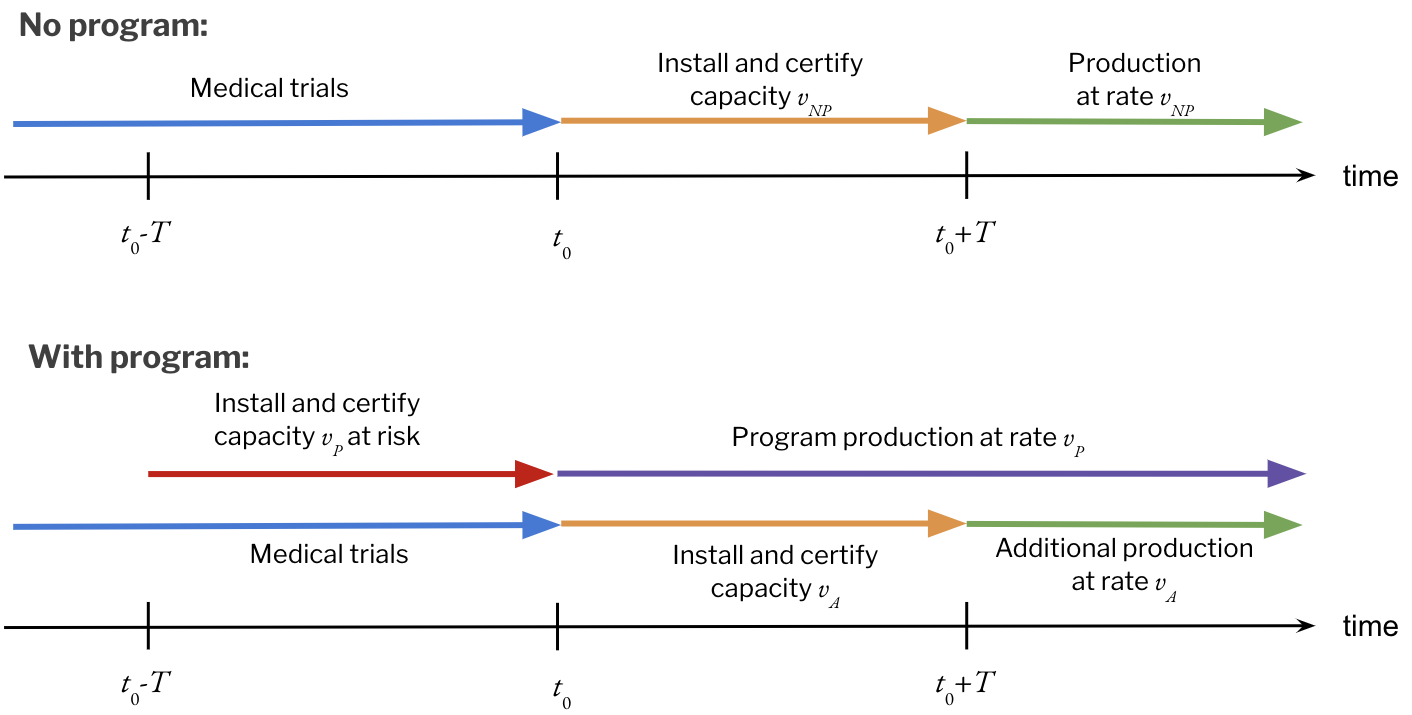 No program:
Medical trials
Install and certify
capacity v_NP
Production
at rate v_NP
time
t_0-T
t_0
t_0+T
With program:
Install and certify
capacity v_P at risk
Program production at rate v_P
Medical trials
Install and certify
capacity v_A
Additional production
at rate v_A
time
t_0-T
t_0
t_0+T